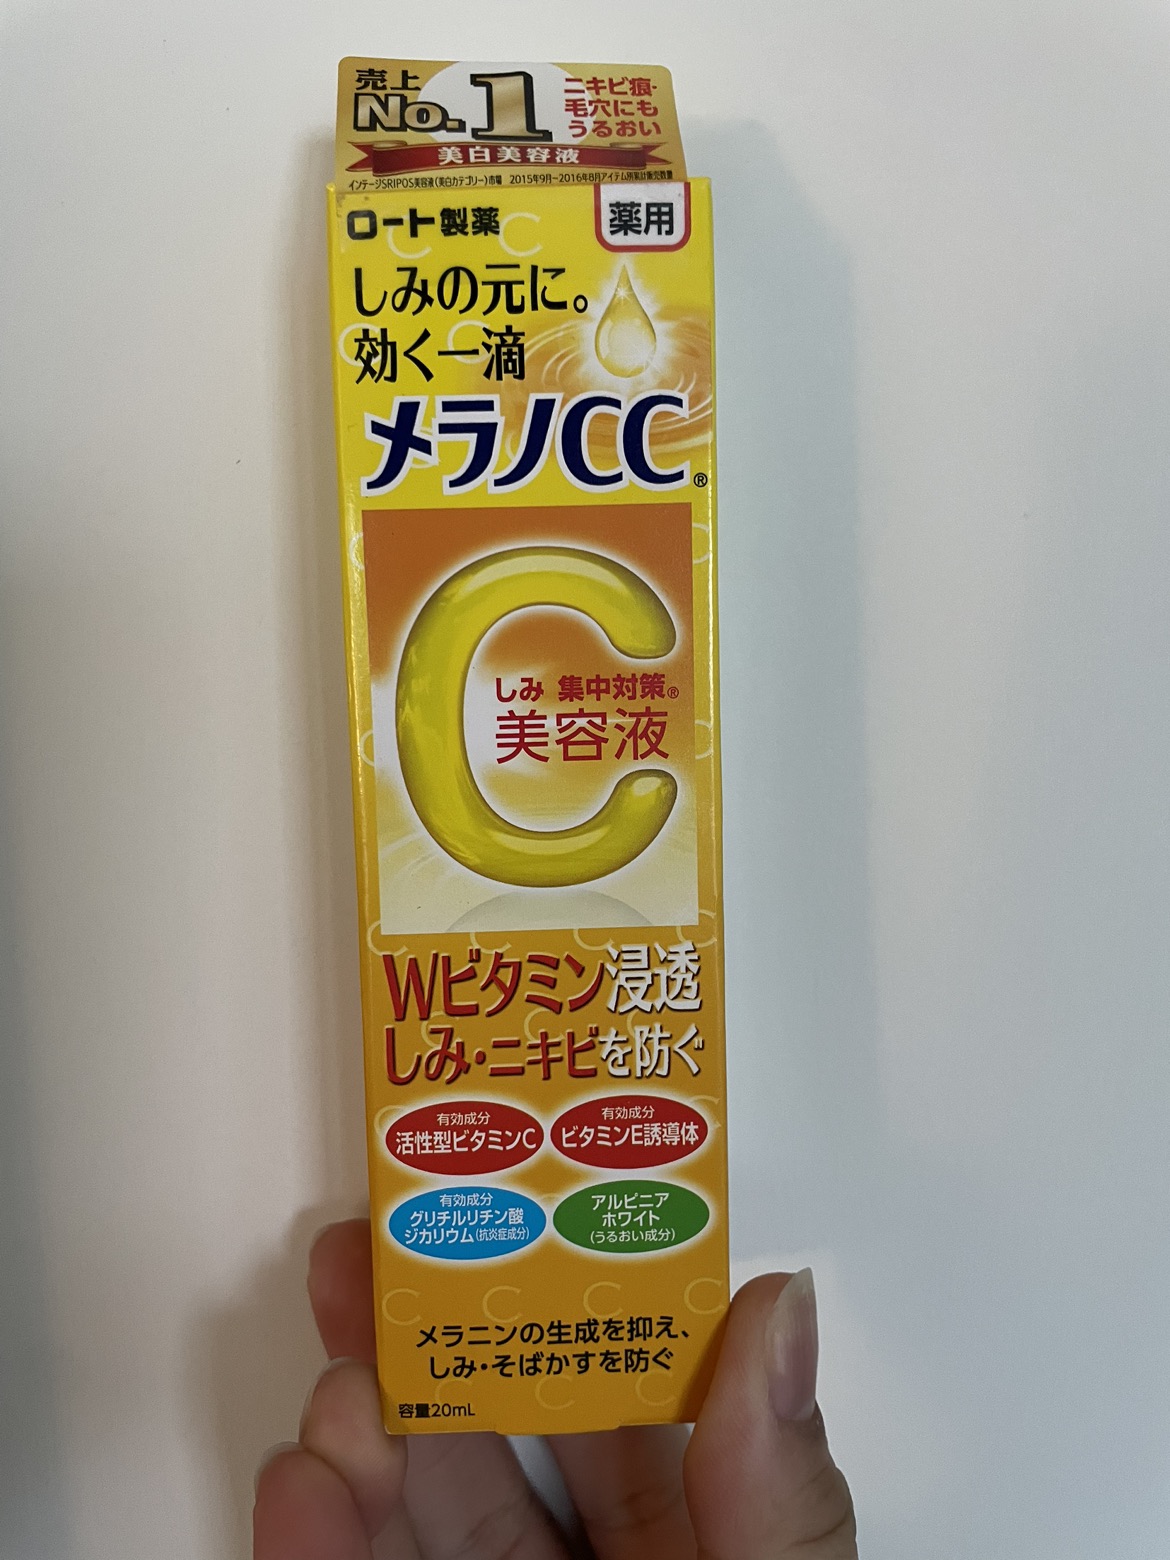 売上
No.1
ニキビ痕・
毛穴にも
うるおい
美白美容液
インテージSRIPOS美容液(美白カテゴリー)市場 2015年9月~2016年8月アイテム別累計販売数量
ロート製薬
薬用
しみの元に。
効く一滴
メラノCC®
C
しみ 集中対策®
美容液
Wビタミン浸透
しみ・ニキビを防ぐ
有効成分
活性型ビタミンC
有効成分
ビタミンE誘導体
有効成分
グリチルリチン酸
ジカリウム(抗炎症成分)
アルピニア
ホワイト
(うるおい成分)
メラニンの生成を抑え、
しみ・そばかすを防ぐ
容量20mL